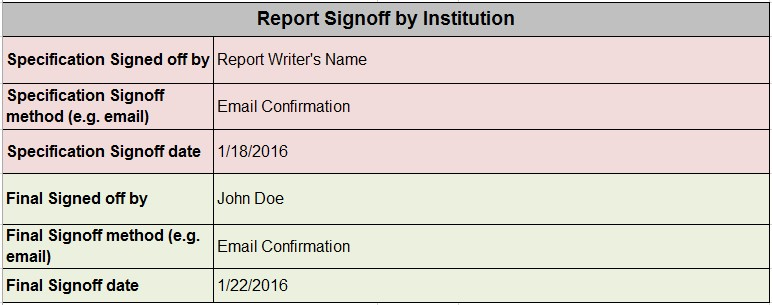 Report Signoff by Institution
Specification Signed off by Report Writer's Name
Specification Signoff
method (e.g. email)
Email Confirmation
Specification Signoff date 1/18/2016
Final Signed off by John Doe
Final Signoff method (e.g.
email)
Email Confirmation
Final Signoff date 1/22/2016